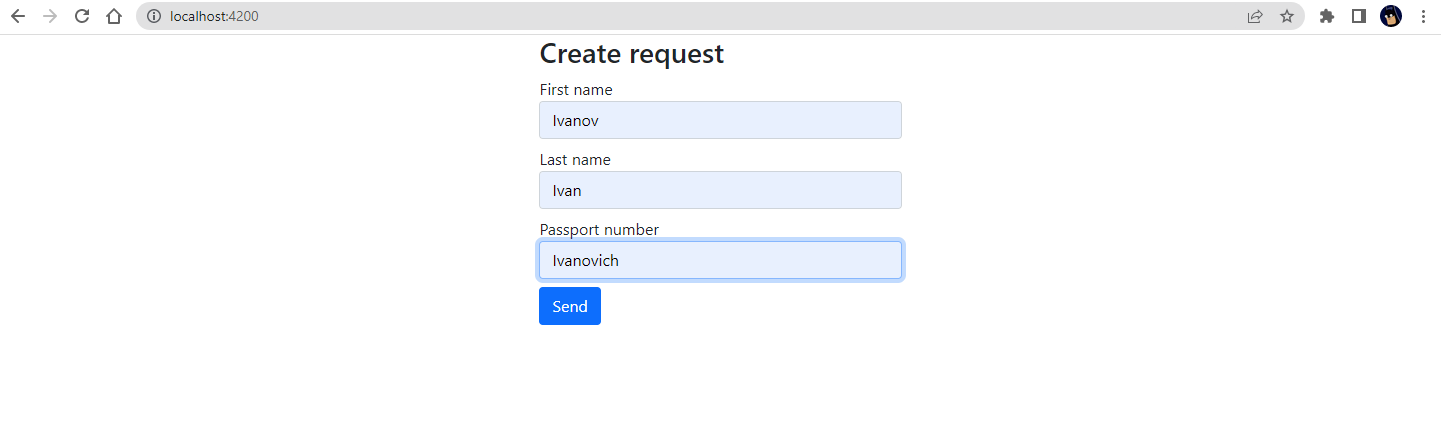 localhost:4200
Create request
First name
Ivanov
Last name
Ivan
Passport number
Ivanovich
Send